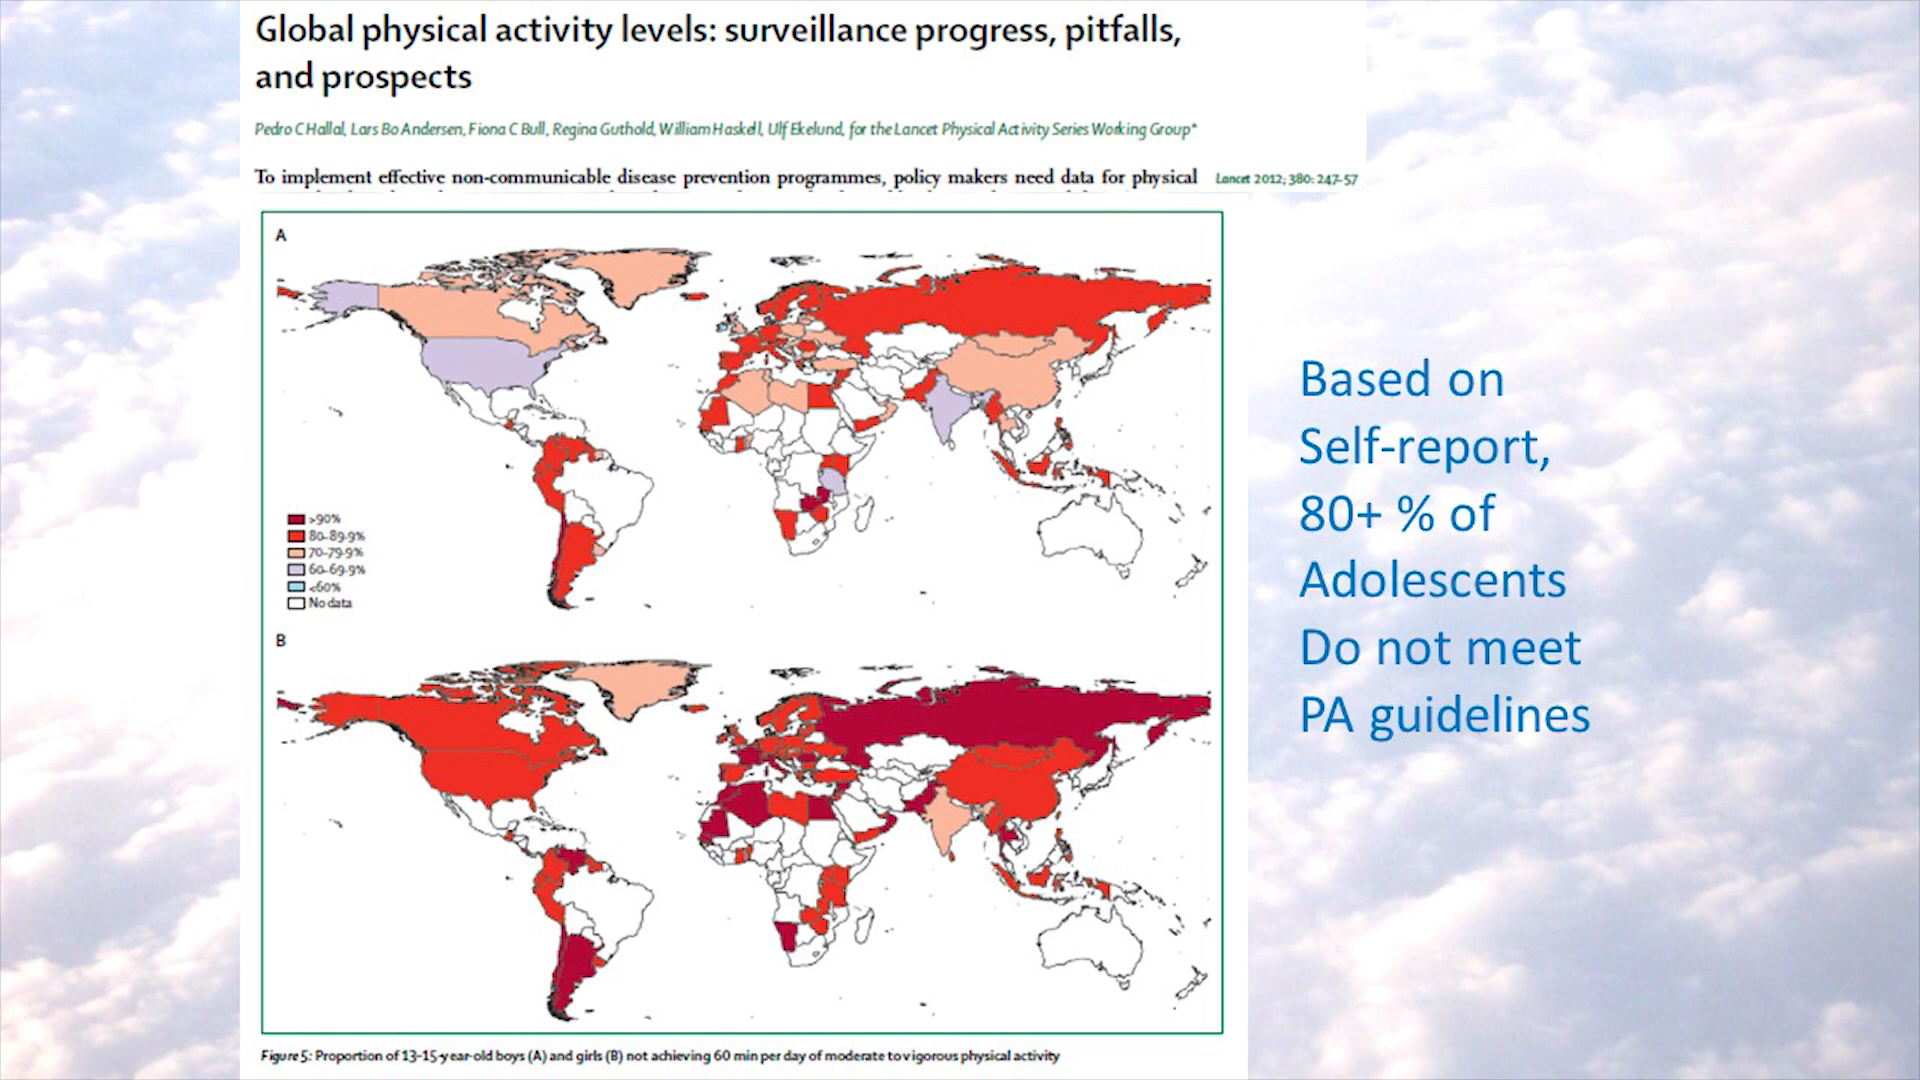 Global physical activity levels: surveillance progress, pitfalls,
and prospects
Pedro C Hallal, Lars Bo Andersen, Fiona C Bull, Regina Guthold, William Haskell, Ulf Ekelund, for the Lancet Physical Activity Series Working Group*
To implement effective non-communicable disease prevention programmes, policy makers need data for physical
Lancet 2012; 380: 247-57
A
>90%
80-89·9%
70-79·9%
60-69·9%
<60%
No data
B
Figure 5: Proportion of 13-15-year-old boys (A) and girls (B) not achieving 60 min per day of moderate to vigorous physical activity
Based on
Self-report,
80+ % of
Adolescents
Do not meet
PA guidelines